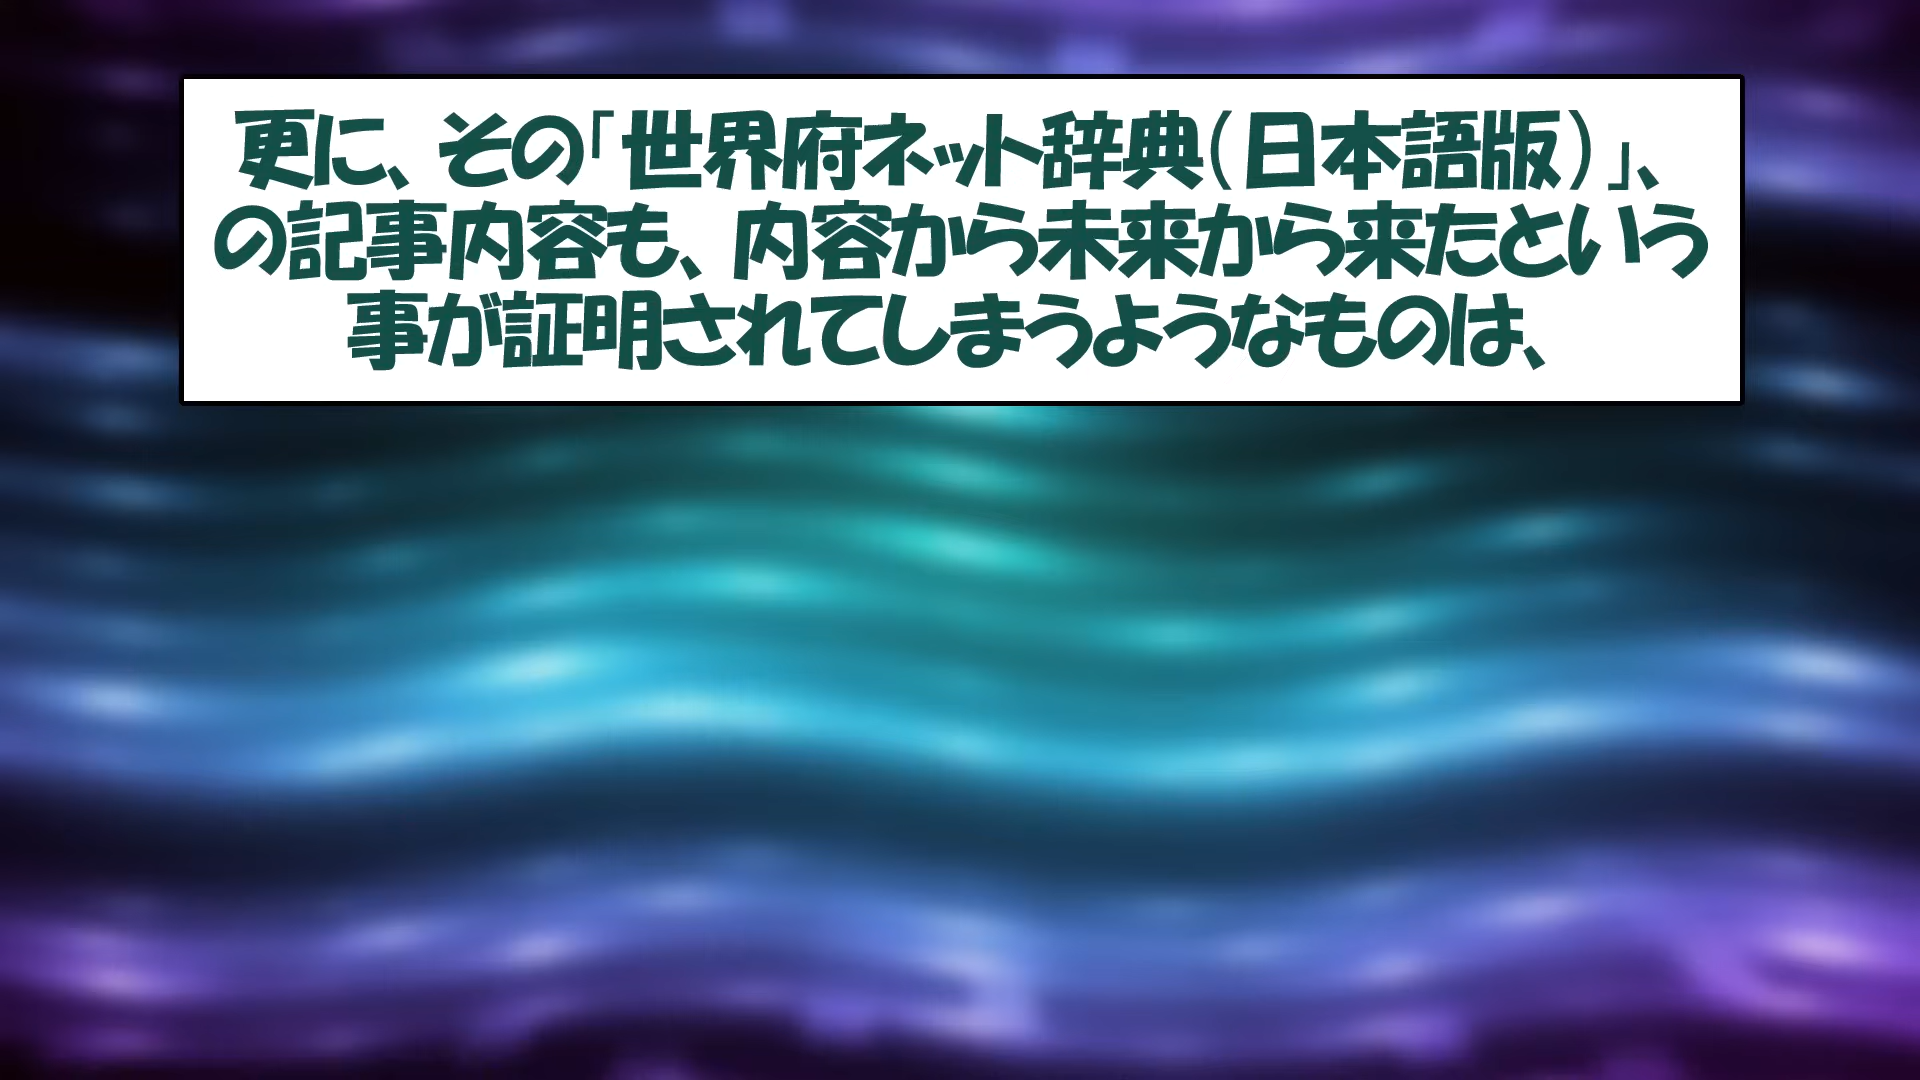 更に、その「世界府ネット辞典(日本語版)」、
の記事内容も、内容から未来から来たという
事が証明されてしまうようなものは、